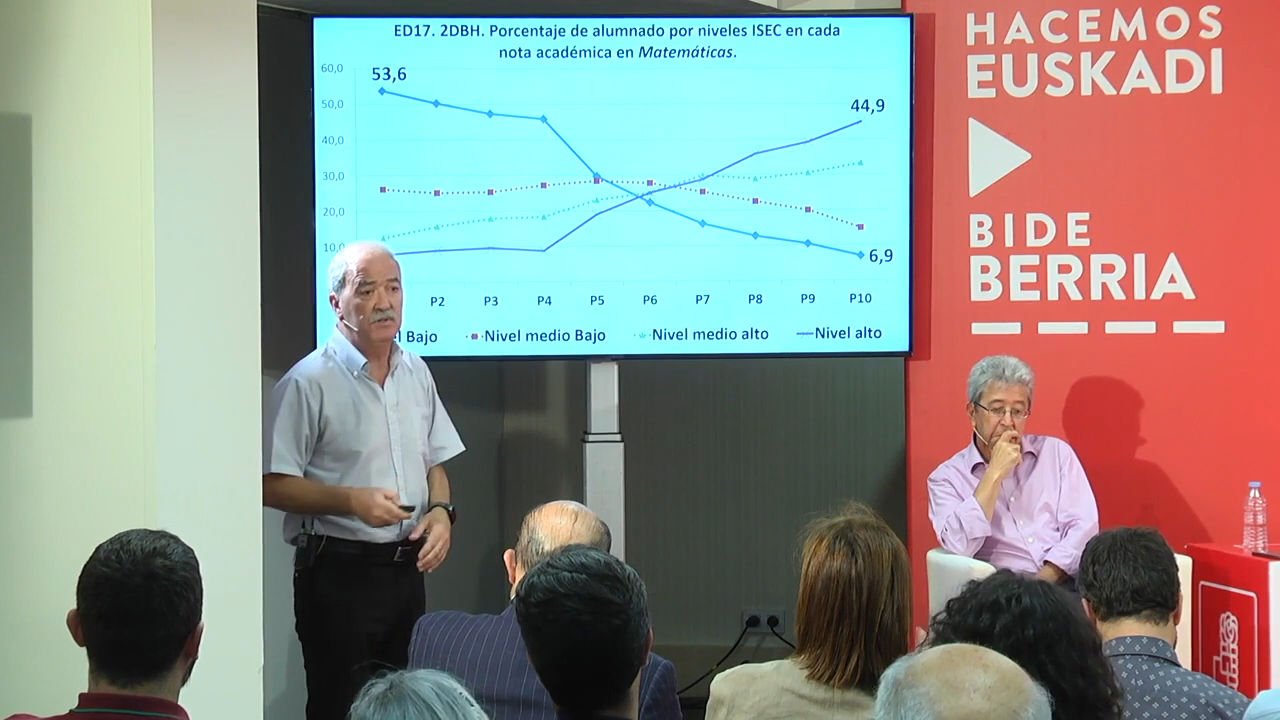 ED17. 2DBH. Porcentaje de alumnado por niveles ISEC en cada
nota académica en Matemáticas.
60,0
50,0
40,0
30,0
20,0
10,0
53,6
44,9
6,9
P2 P3 P4 P5 P6 P7 P8 P9 P10
Bajo Nivel medio Bajo Nivel medio alto Nivel alto
HACEMOS
EUSKADI
BIDE
BERRIA